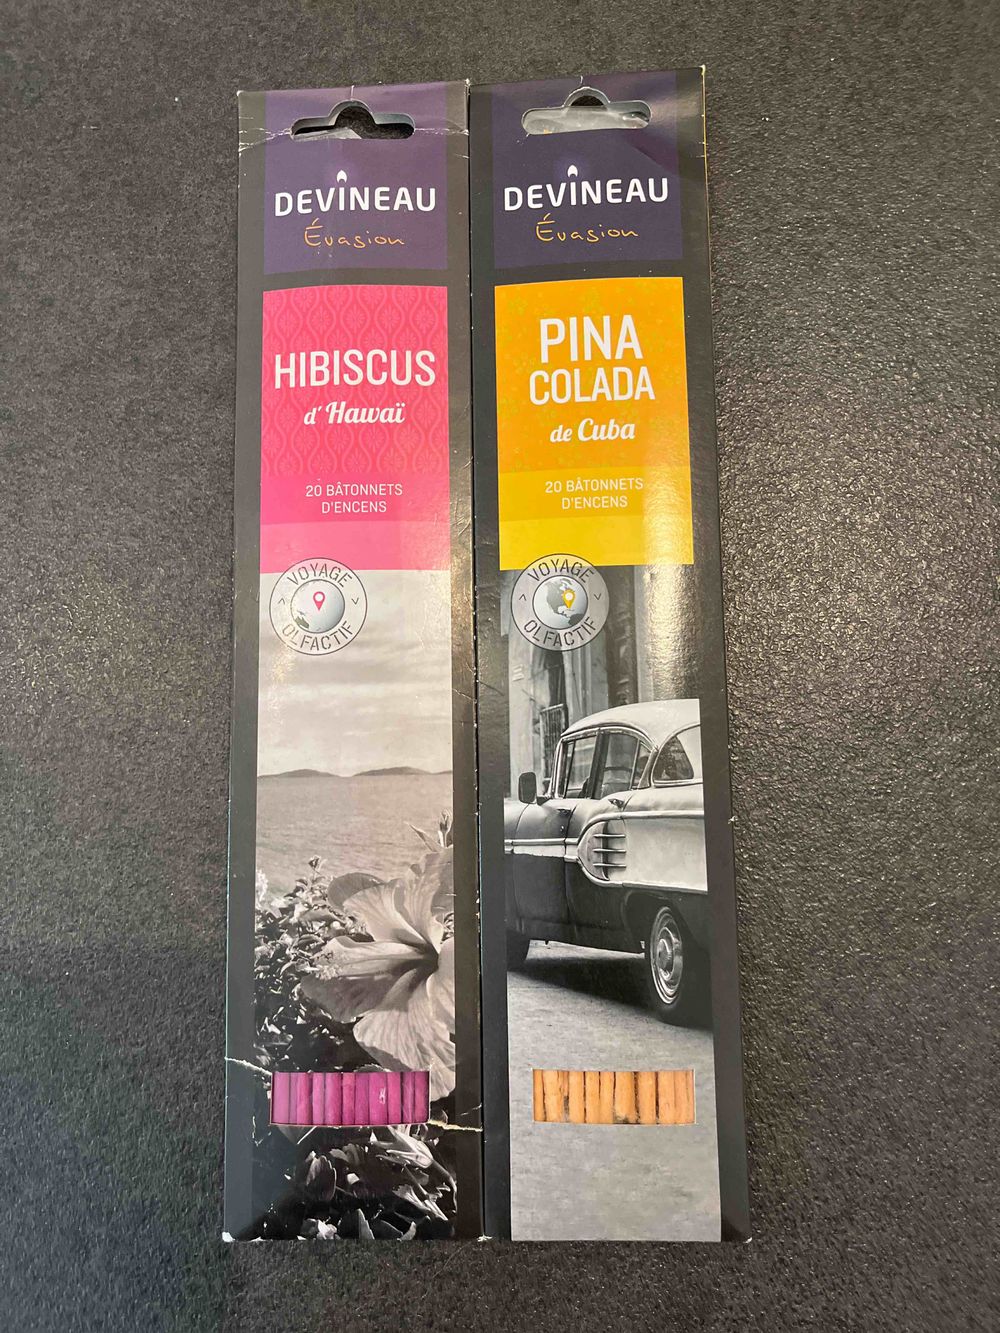 DEVINEAU
Évasion
HIBISCUS
d' Hawaï
20 BÂTONNETS
D'ENCENS
VOYAGE
OLFACTIF
DEVINEAU
Évasion
PINA
COLADA
de Cuba
20 BÂTONNETS
D'ENCENS
VOYAGE
OLFACTIF